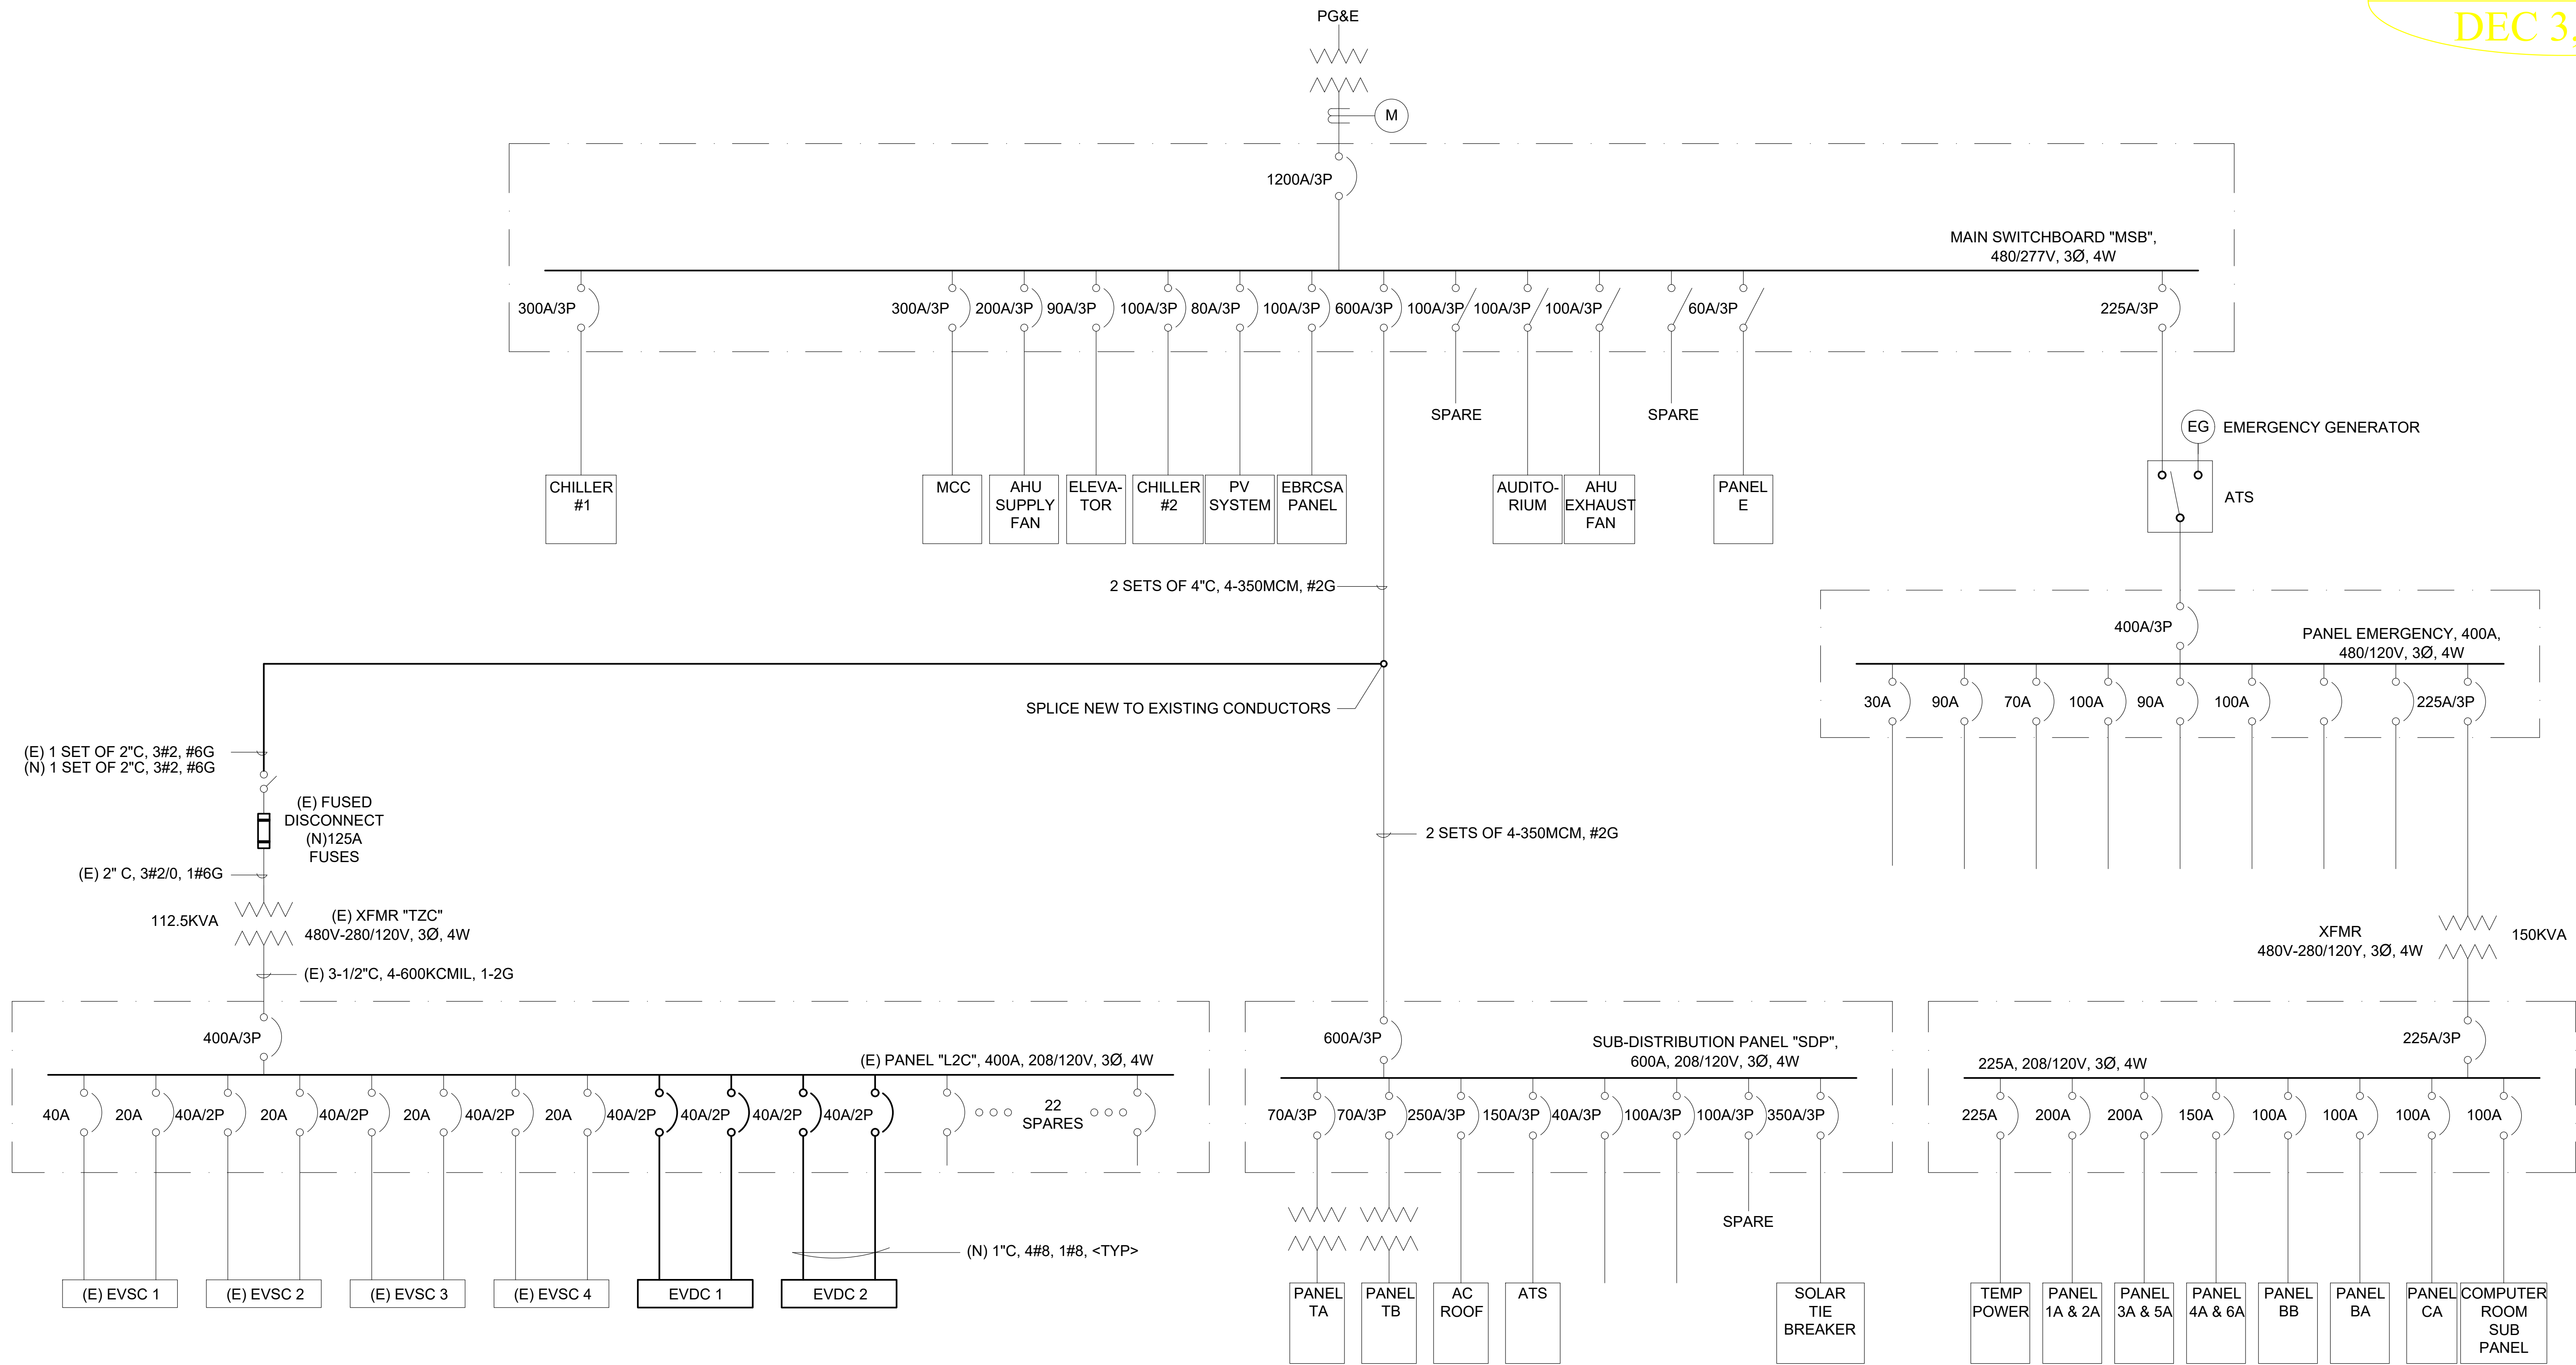 PG&E
DEC 3,
M
1200A/3P
MAIN SWITCHBOARD "MSB",
480/277V, 3Ø, 4W
300A/3P
300A/3P
200A/3P
90A/3P
100A/3P
80A/3P
100A/3P
600A/3P
100A/3P
100A/3P
100A/3P
60A/3P
225A/3P
SPARE
SPARE
EG
EMERGENCY GENERATOR
ATS
CHILLER
#1
MCC
AHU
SUPPLY
FAN
ELEVA-
TOR
CHILLER
#2
PV
SYSTEM
EBRCSA
PANEL
AUDITO-
RIUM
AHU
EXHAUST
FAN
PANEL
E
2 SETS OF 4"C, 4-350MCM, #2G
SPLICE NEW TO EXISTING CONDUCTORS
400A/3P
PANEL EMERGENCY, 400A,
480/120V, 3Ø, 4W
30A
90A
70A
100A
90A
100A
225A/3P
(E) 1 SET OF 2"C, 3#2, #6G
(N) 1 SET OF 2"C, 3#2, #6G
(E) FUSED
DISCONNECT
(N)125A
FUSES
(E) 2" C, 3#2/0, 1#6G
112.5KVA
(E) XFMR "TZC"
480V-280/120V, 3Ø, 4W
(E) 3-1/2"C, 4-600KCMIL, 1-2G
2 SETS OF 4-350MCM, #2G
XFMR
480V-280/120Y, 3Ø, 4W
150KVA
400A/3P
(E) PANEL "L2C", 400A, 208/120V, 3Ø, 4W
40A
20A
40A/2P
20A
40A/2P
20A
40A/2P
20A
40A/2P
40A/2P
40A/2P
40A/2P
22
SPARES
(N) 1"C, 4#8, 1#8, <TYP>
(E) EVSC 1
(E) EVSC 2
(E) EVSC 3
(E) EVSC 4
EVDC 1
EVDC 2
600A/3P
SUB-DISTRIBUTION PANEL "SDP",
600A, 208/120V, 3Ø, 4W
70A/3P
70A/3P
250A/3P
150A/3P
40A/3P
100A/3P
100A/3P
350A/3P
SPARE
PANEL
TA
PANEL
TB
AC
ROOF
ATS
SOLAR
TIE
BREAKER
225A/3P
225A, 208/120V, 3Ø, 4W
225A
200A
200A
150A
100A
100A
100A
100A
TEMP
POWER
PANEL
1A & 2A
PANEL
3A & 5A
PANEL
4A & 6A
PANEL
BB
PANEL
BA
PANEL
CA
COMPUTER
ROOM
SUB
PANEL